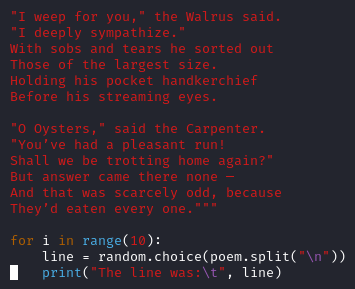 "I weep for you," the Walrus said.
"I deeply sympathize."
With sobs and tears he sorted out
Those of the largest size.
Holding his pocket handkerchief
Before his streaming eyes.

"O Oysters," said the Carpenter.
"You’ve had a pleasant run!
Shall we be trotting home again?”
But answer came there none —
And that was scarcely odd, because
They’d eaten every one."""

for i in range(10):
    line = random.choice(poem.split("\n"))
    print("The line was:\t", line)